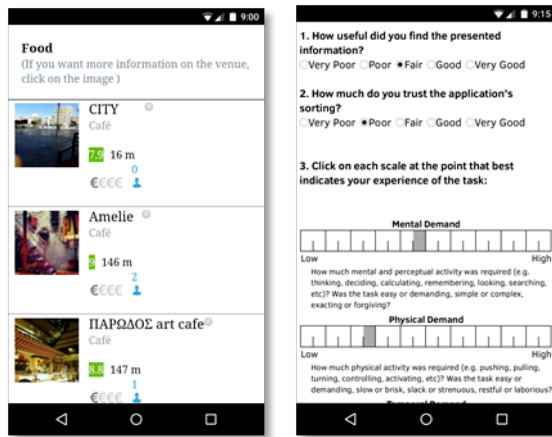 9:00
Food
(If you want more information on the venue,
click on the image )
CITY
Café
7.9 16 m
0
€€€€
Amelie
Café
9 146 m
2
€€€€
ΠΑΡΩΔΟΣ art cafe
Café
8.8 147 m
1
€€€€
9:15
1. How useful did you find the presented
information?
Very Poor Poor Fair Good Very Good
2. How much do you trust the application's
sorting?
Very Poor Poor Fair Good Very Good
3. Click on each scale at the point that best
indicates your experience of the task:
Mental Demand
Low High
How much mental and perceptual activity was required (e.g.
thinking, deciding, calculating, remembering, looking, searching,
etc)? Was the task easy or demanding, simple or complex,
exacting or forgiving?
Physical Demand
Low High
How much physical activity was required (e.g. pushing, pulling,
turning, controlling, activating, etc)? Was the task easy or
demanding, slow or brisk, slack or strenuous, restful or laborious?